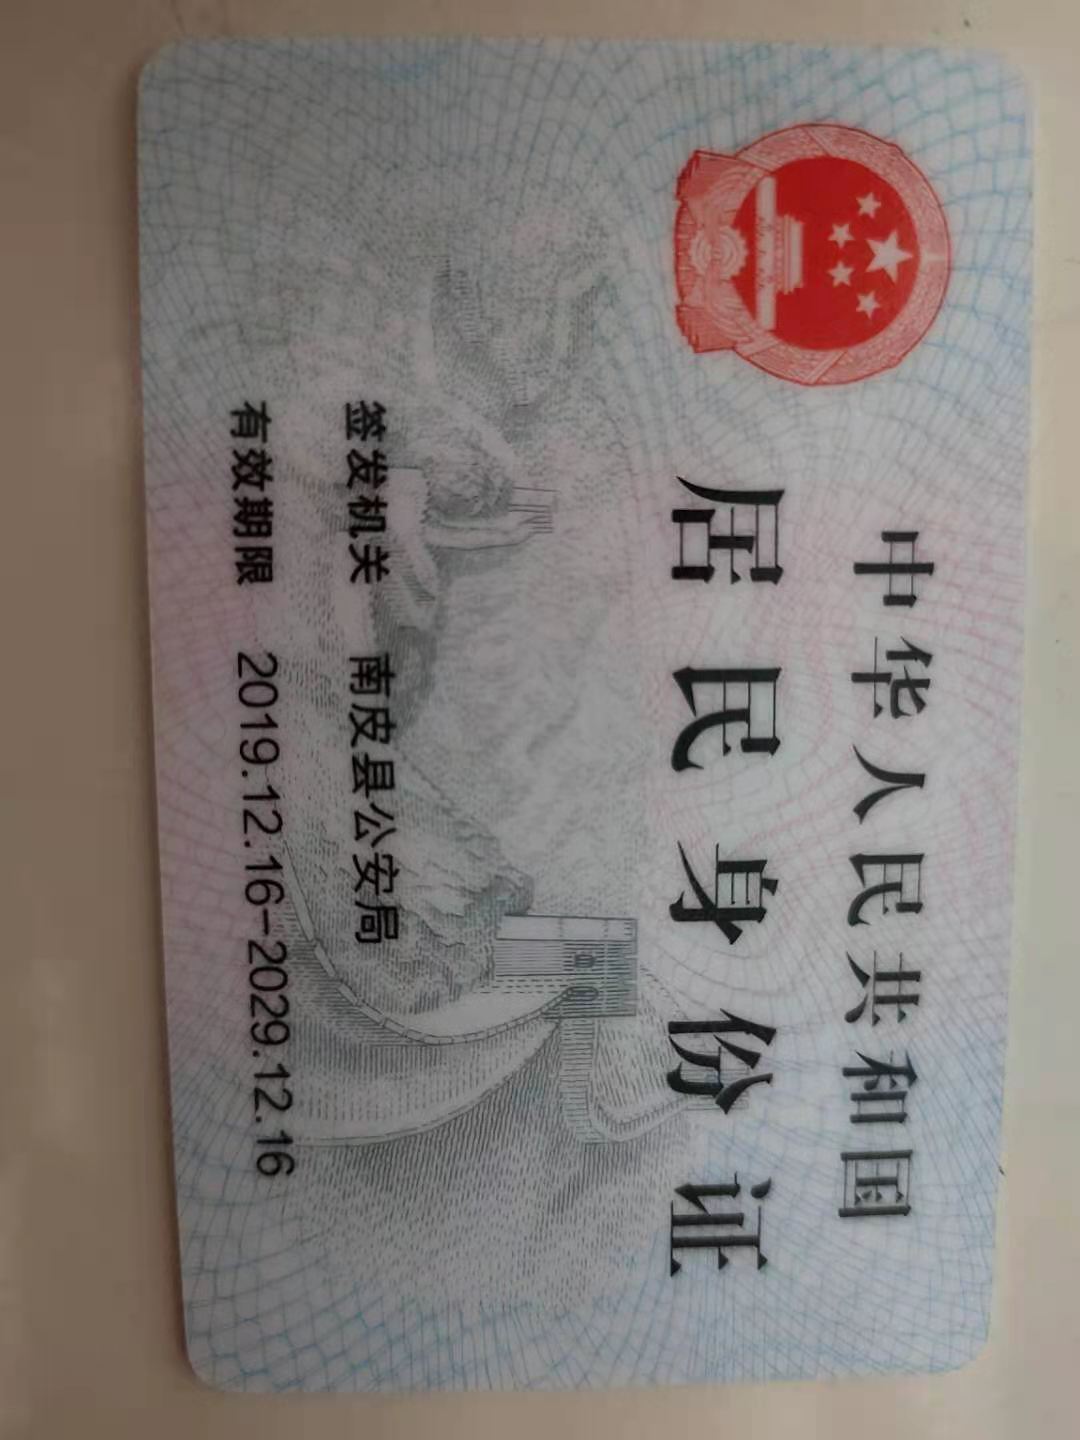 中华人民共和国
居民身份证
签发机关 南皮县公安局
有效期限 2019.12.16-2029.12.16